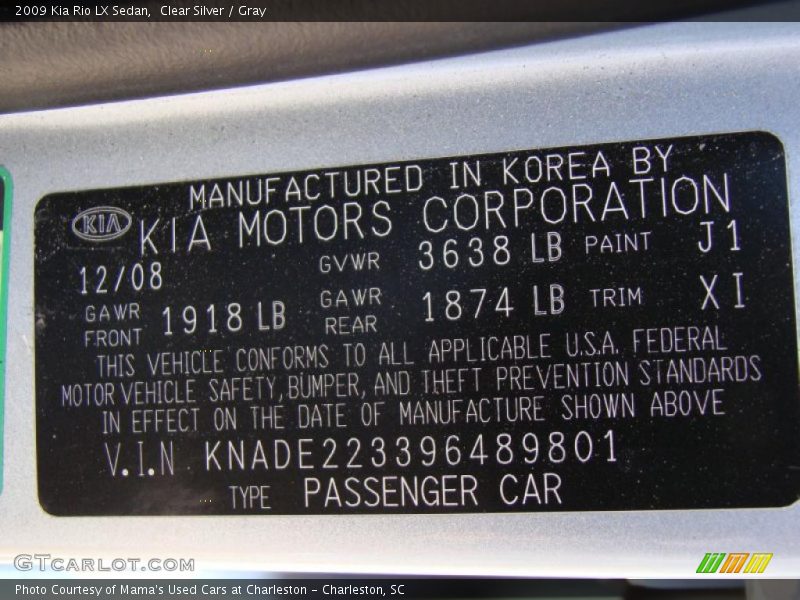 2009 Kia Rio LX Sedan,  Clear Silver / Gray
MANUFACTURED IN KOREA BY
KIA KIA MOTORS CORPORATION
12/08 GVWR 3638 LB PAINT J1
GAWR FRONT 1918 LB GAWR REAR 1874 LB TRIM XI
THIS VEHICLE CONFORMS TO ALL APPLICABLE U.S.A. FEDERAL
MOTOR VEHICLE SAFETY, BUMPER, AND THEFT PREVENTION STANDARDS
IN EFFECT ON THE DATE OF MANUFACTURE SHOWN ABOVE
V.I.N KNADE223396489801
TYPE PASSENGER CAR
GTCARLOT.COM
Photo Courtesy of Mama's Used Cars at Charleston - Charleston, SC